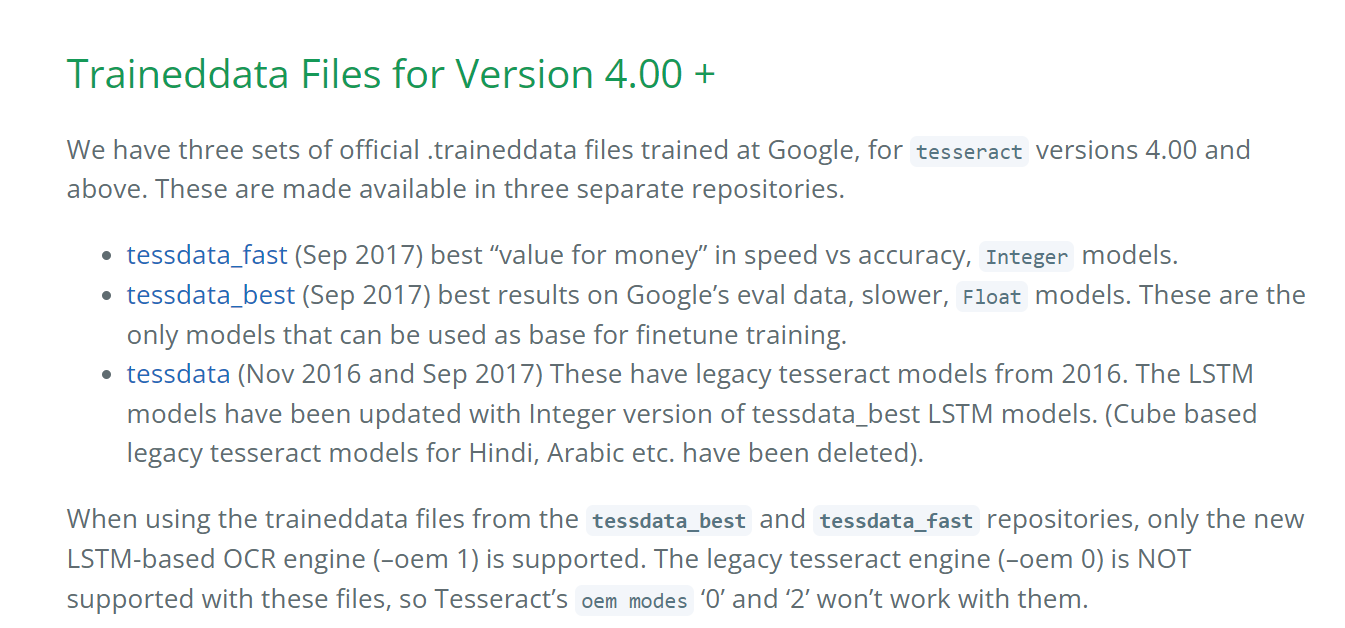 Traineddata Files for Version 4.00 +
We have three sets of official .traineddata files trained at Google, for tesseract versions 4.00 and
above. These are made available in three separate repositories.
• tessdata_fast (Sep 2017) best “value for money” in speed vs accuracy, Integer models.
• tessdata_best (Sep 2017) best results on Google’s eval data, slower, Float models. These are the
only models that can be used as base for finetune training.
• tessdata (Nov 2016 and Sep 2017) These have legacy tesseract models from 2016. The LSTM
models have been updated with Integer version of tessdata_best LSTM models. (Cube based
legacy tesseract models for Hindi, Arabic etc. have been deleted).
When using the traineddata files from the tessdata_best and tessdata_fast repositories, only the new
LSTM-based OCR engine (–oem 1) is supported. The legacy tesseract engine (–oem 0) is NOT
supported with these files, so Tesseract’s oem modes ‘0’ and ‘2’ won’t work with them.